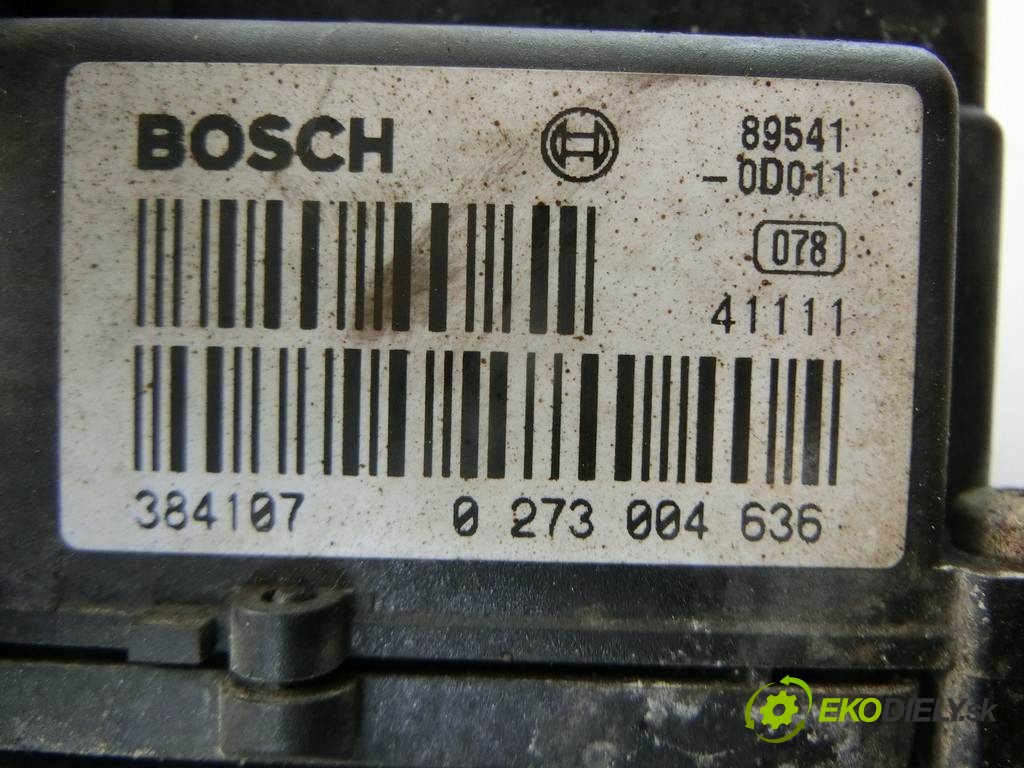 BOSCH
89541
-0D011
078
41111
384107 0 273 004 636
EKODIELY.sk